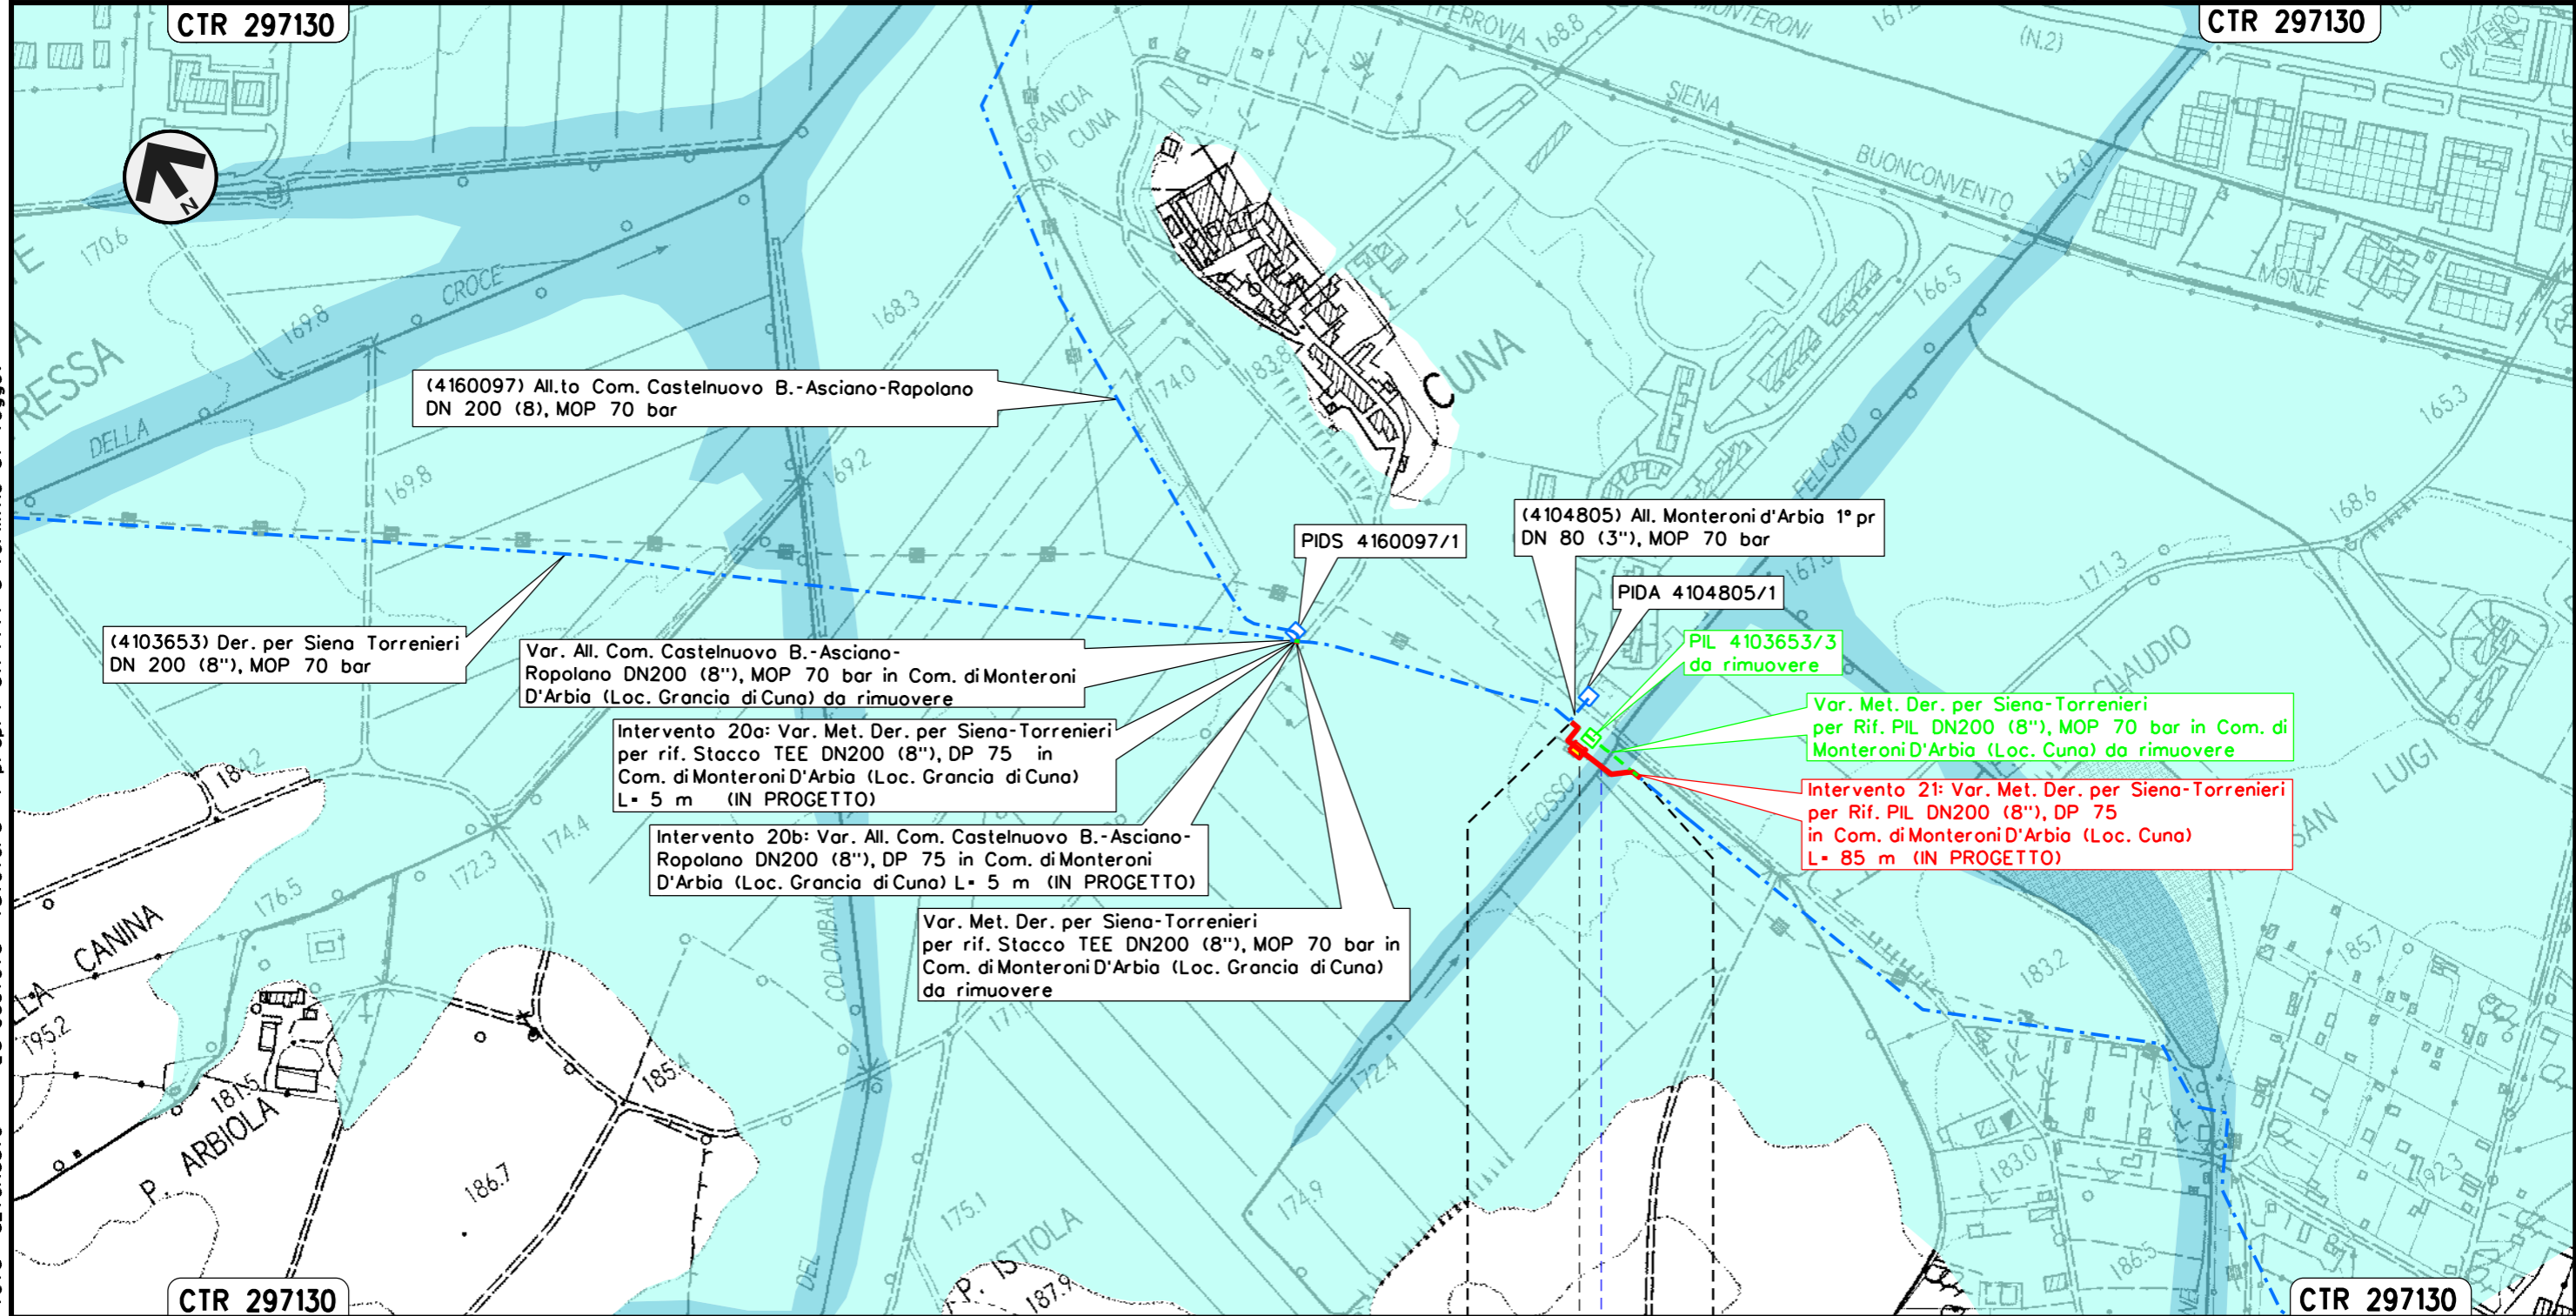 CTR 297130
CTR 297130
FERROVIA
168.8
MONTERONI
(N.2)
CIMITERO
SIENA
BUONCONVENTO
167.0
MONTE
166.5
165.3
168.6
171.3
GRANCIA
DI CUNA
N
170.6
RESSA
169.8
CROCE
DELLA
169.8
169.2
168.3
174.0
183.8
CUNA
FELICAIO
(4160097) All.to Com. Castelnuovo B.-Asciano-Rapolano
DN 200 (8), MOP 70 bar
PIDS 4160097/1
(4104805) All. Monteroni d'Arbia 1° pr
DN 80 (3"), MOP 70 bar
PIDA 4104805/1
PIL 4103653/3
da rimuovere
(4103653) Der. per Siena Torrenieri
DN 200 (8"), MOP 70 bar
Var. All. Com. Castelnuovo B.-Asciano-
Ropolano DN200 (8"), MOP 70 bar in Com. di Monteroni
D'Arbia (Loc. Grancia di Cuna) da rimuovere
Var. Met. Der. per Siena-Torrenieri
per Rif. PIL DN200 (8"), MOP 70 bar in Com. di
Monteroni D'Arbia (Loc. Cuna) da rimuovere
Intervento 20a: Var. Met. Der. per Siena-Torrenieri
per rif. Stacco TEE DN200 (8"), DP 75 in
Com. di Monteroni D'Arbia (Loc. Grancia di Cuna)
L= 5 m (IN PROGETTO)
Intervento 21: Var. Met. Der. per Siena-Torrenieri
per Rif. PIL DN200 (8"), DP 75
in Com. di Monteroni D'Arbia (Loc. Cuna)
L= 85 m (IN PROGETTO)
Intervento 20b: Var. All. Com. Castelnuovo B.-Asciano-
Ropolano DN200 (8"), DP 75 in Com. di Monteroni
D'Arbia (Loc. Grancia di Cuna) L= 5 m (IN PROGETTO)
Var. Met. Der. per Siena-Torrenieri
per rif. Stacco TEE DN200 (8"), MOP 70 bar in
Com. di Monteroni D'Arbia (Loc. Grancia di Cuna)
da rimuovere
CHAUDIO
LUIGI
SAN
FOSSO
184.2
174.4
172.3
176.5
CANINA
195.2
181.5
P. ARBIOLA
185.4
186.7
COLOMBAIO
DEL
175.1
P. ISTIOLA
187.9
174.9
172.4
183.2
185.7
192.3
183.0
186.5
CTR 297130
CTR 297130